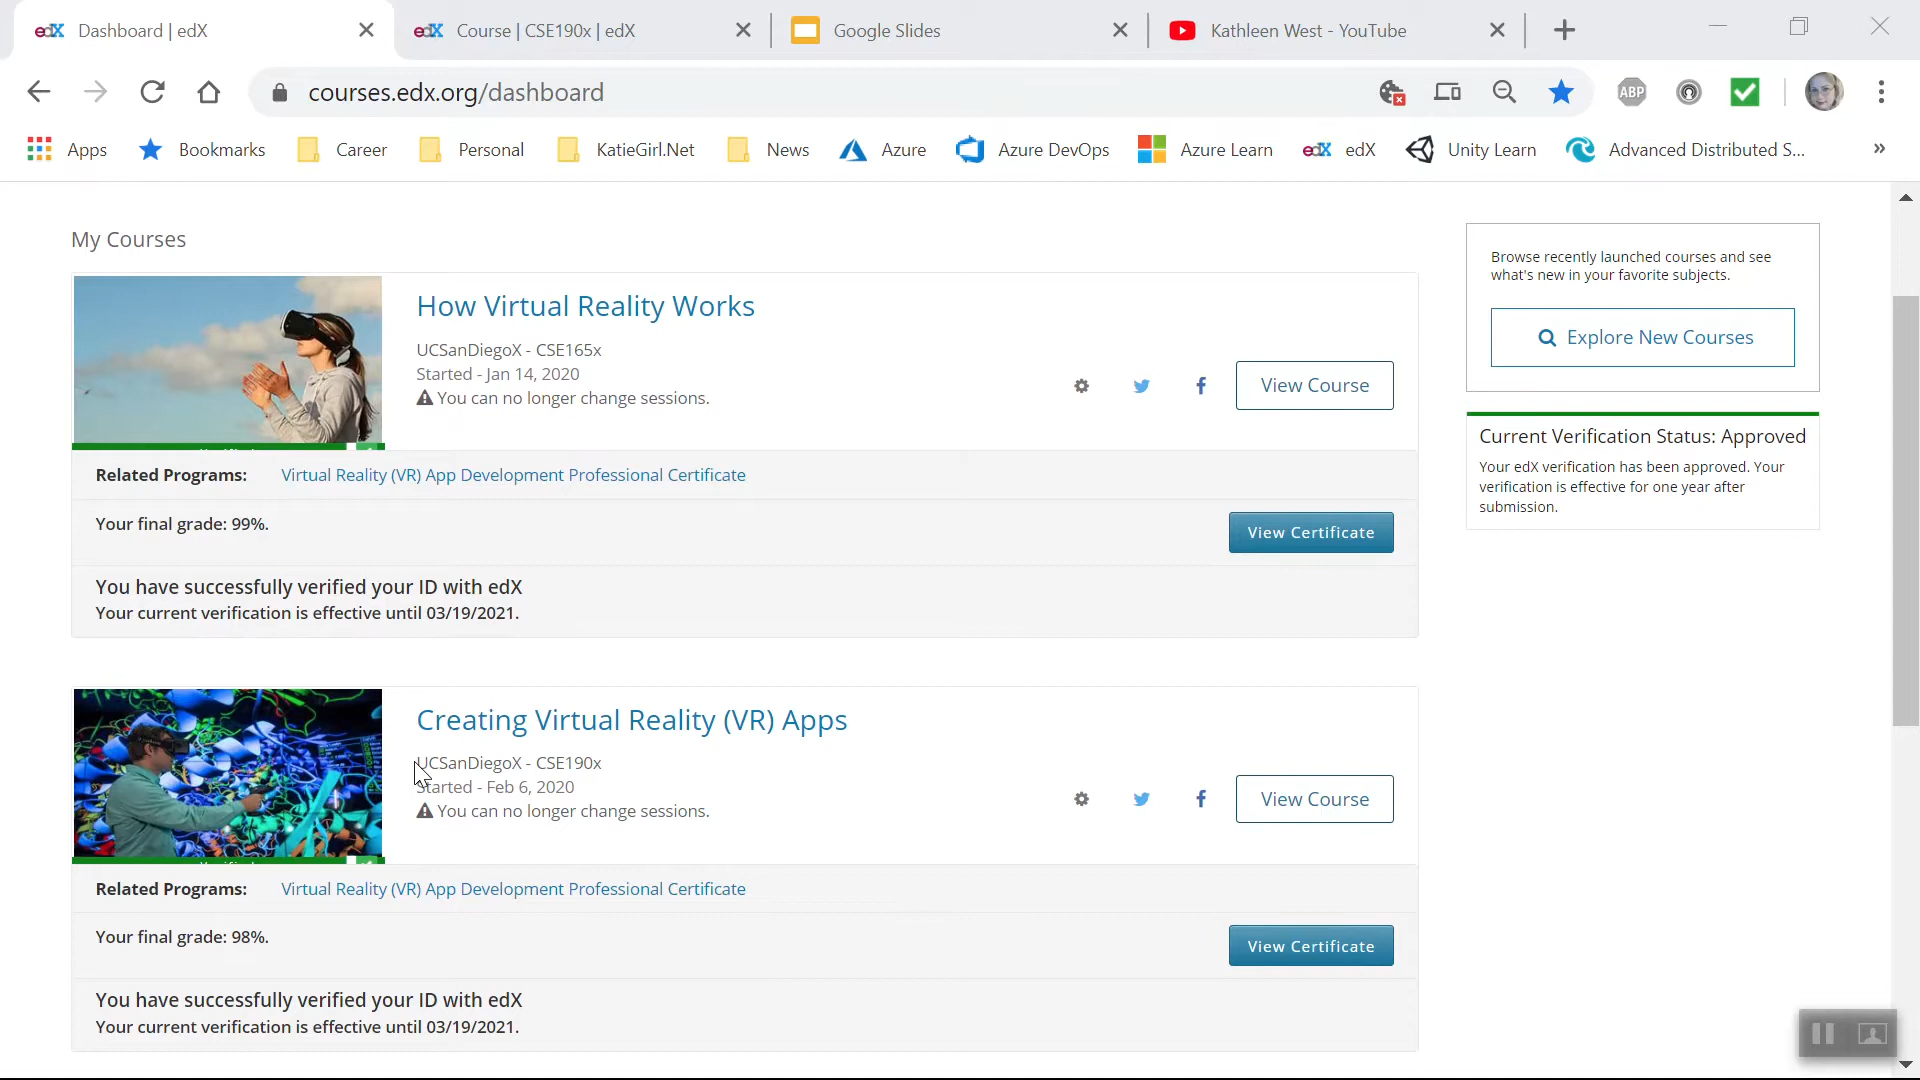 Dashboard | edX
Course | CSE190x | edX
Google Slides
Kathleen West - YouTube
courses.edx.org/dashboard
ABP
Apps
Bookmarks
Career
Personal
KatieGirl.Net
News
Azure
Azure DevOps
Azure Learn
edX
Unity Learn
Advanced Distributed S...
My Courses
How Virtual Reality Works
UCSanDiegoX - CSE165x
Started - Jan 14, 2020
You can no longer change sessions.
View Course
Related Programs: Virtual Reality (VR) App Development Professional Certificate
Your final grade: 99%.
View Certificate
You have successfully verified your ID with edX
Your current verification is effective until 03/19/2021.
Creating Virtual Reality (VR) Apps
UCSanDiegoX - CSE190x
Started - Feb 6, 2020
You can no longer change sessions.
View Course
Related Programs: Virtual Reality (VR) App Development Professional Certificate
Your final grade: 98%.
View Certificate
You have successfully verified your ID with edX
Your current verification is effective until 03/19/2021.
Browse recently launched courses and see
what's new in your favorite subjects.
Explore New Courses
Current Verification Status: Approved
Your edX verification has been approved. Your
verification is effective for one year after
submission.